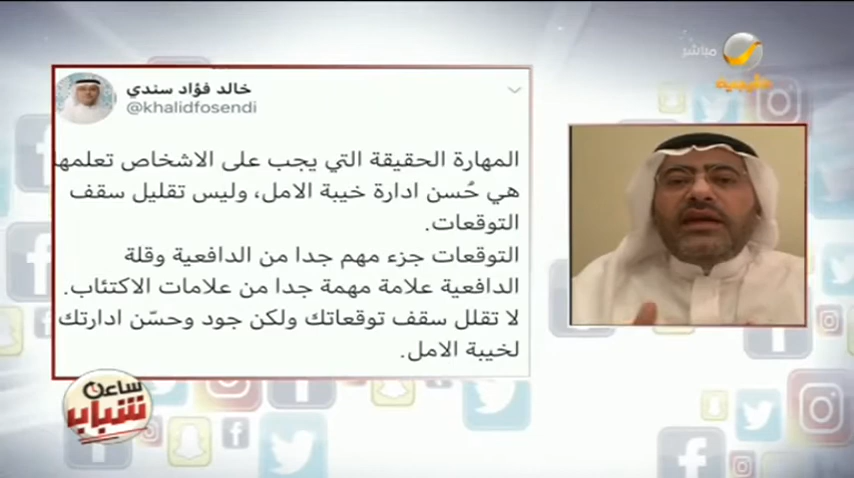 مباشر
خليجية
خالد فؤاد سندي
@khalidfosendi
المهارة الحقيقة التي يجب على الاشخاص تعلمها
هي حُسن ادارة خيبة الامل، وليس تقليل سقف
التوقعات.
التوقعات جزء مهم جدا من الدافعية وقلة
الدافعية علامة مهمة جدا من علامات الاكتئاب.
لا تقلل سقف توقعاتك ولكن جود وحسّن ادارتك
لخيبة الامل.
ساعة
شباب